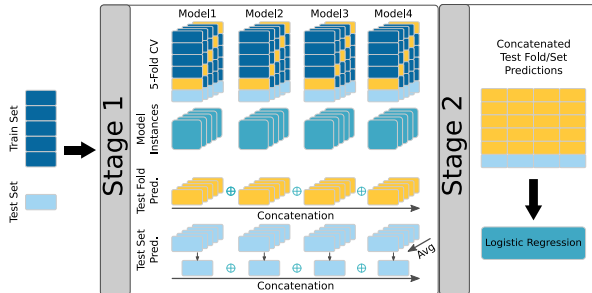 Train Set
Test Set
Stage 1
Model1
Model2
Model3
Model4
5-Fold CV
Model
Instances
Test Fold
Pred.
Concatenation
Test Set
Pred.
Avg
Concatenation
Stage 2
Concatenated
Test Fold/Set
Predictions
Logistic Regression